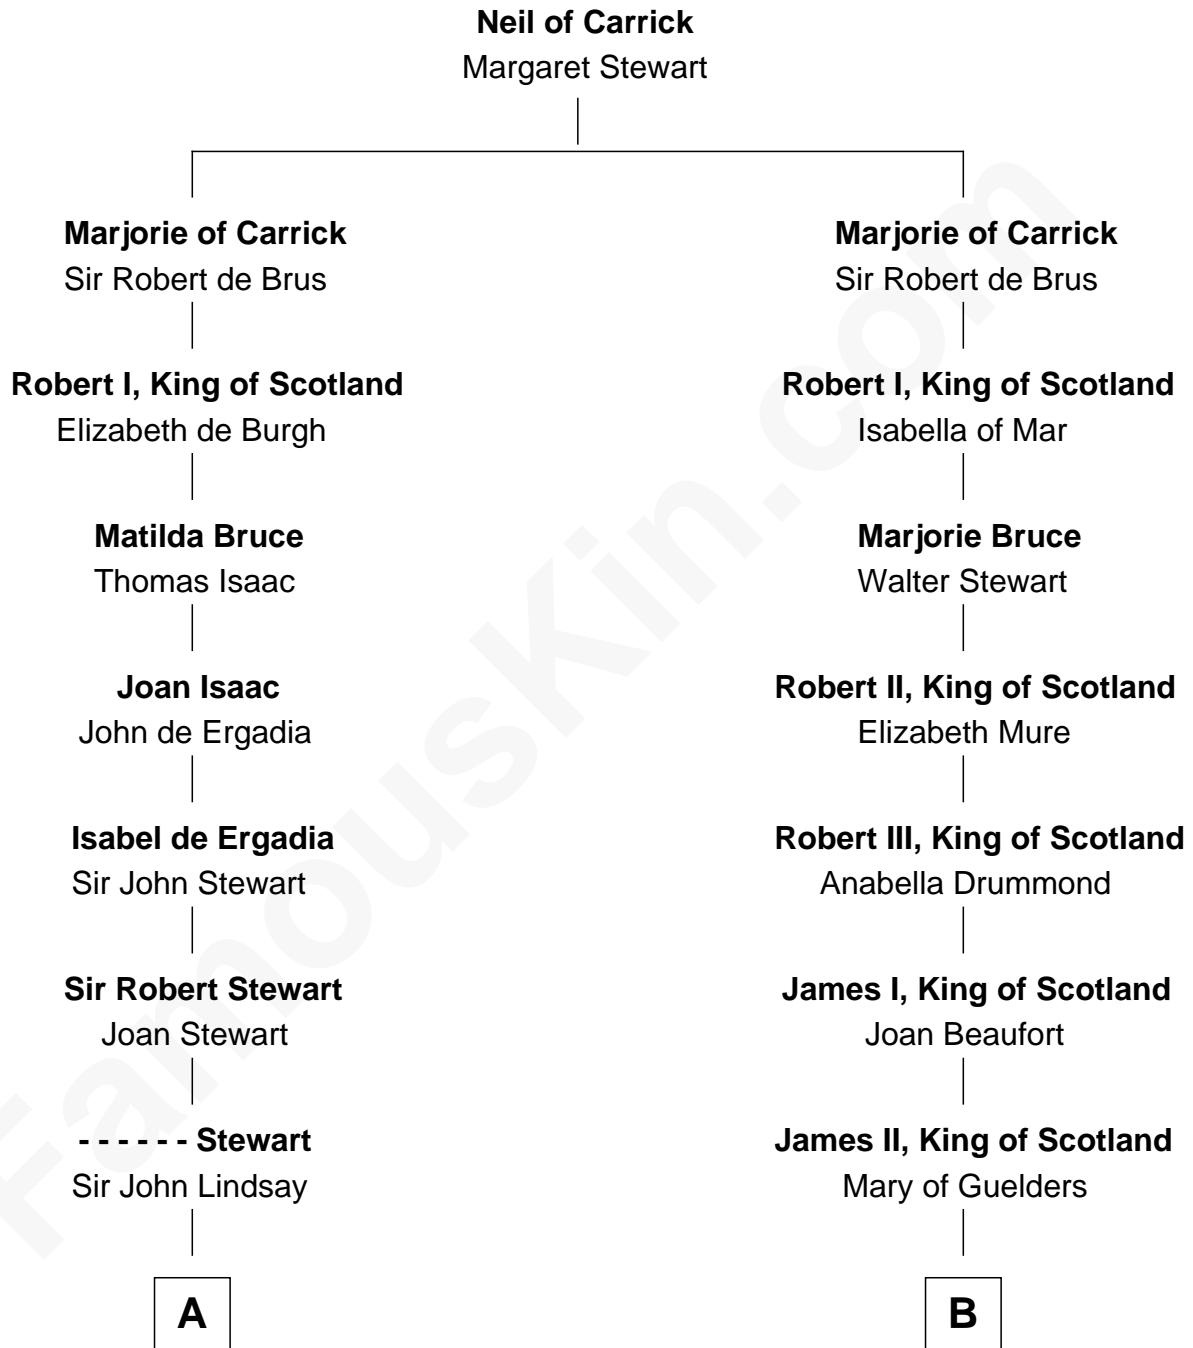 Neil of Carrick
Margaret Stewart
Marjorie of Carrick
Sir Robert de Brus
Robert I, King of Scotland
Elizabeth de Burgh
Matilda Bruce
Thomas Isaac
Joan Isaac
John de Ergadia
Isabel de Ergadia
Sir John Stewart
Sir Robert Stewart
Joan Stewart
- - - - - - Stewart
Sir John Lindsay
A
Marjorie of Carrick
Sir Robert de Brus
Robert I, King of Scotland
Isabella of Mar
Marjorie Bruce
Walter Stewart
Robert II, King of Scotland
Elizabeth Mure
Robert III, King of Scotland
Anabella Drummond
James I, King of Scotland
Joan Beaufort
James II, King of Scotland
Mary of Guelders
B
FamousKin.com